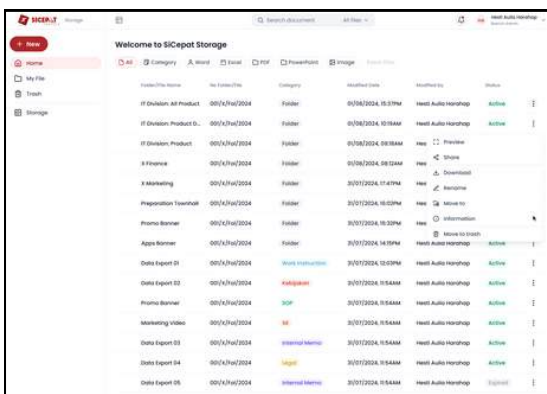 SiCEPAT Storage Search document All files Hesti Aulia Harahap
+ New
Home
My File
Trash
Storage
Welcome to SiCepat Storage
All Category Word Excel PDF PowerPoint Image
Folder/File Name No Folder/File Category Modified Date Modified by Status
IT Division: All Product 001/X/Fol/2024 Folder 01/08/2024, 15:37PM Hesti Aulia Harahap Active
IT Division: Product D... 001/X/Fol/2024 Folder 01/08/2024, 10:19AM Hesti Aulia Harahap Active
IT Division: Product 001/X/Fol/2024 Folder 01/08/2024, 09:18AM Hes
X Finance 001/X/Fol/2024 Folder 01/08/2024, 08:12AM Hes
X Marketing 001/X/Fol/2024 Folder 31/07/2024, 17:47PM Hes
Preparation Townhall 001/X/Fol/2024 Folder 31/07/2024, 16:02PM Hes
Promo Banner 001/X/Fol/2024 Folder 31/07/2024, 15:32PM Hes
Apps Banner 001/X/Fol/2024 Folder 31/07/2024, 14:15PM Hesti Aulia Harahap Active
Preview
Share
Download
Rename
Move to
Information
Move to trash
Data Export 01 001/X/Fol/2024 Work Instruction 31/07/2024, 12:03PM Hesti Aulia Harahap Active
Data Export 02 001/X/Fol/2024 Kebijakan 31/07/2024, 11:54AM Hesti Aulia Harahap Active
Promo Banner 001/X/Fol/2024 SOP 31/07/2024, 11:54AM Hesti Aulia Harahap Active
Marketing Video 001/X/Fol/2024 SE 31/07/2024, 11:54AM Hesti Aulia Harahap Active
Data Export 03 001/X/Fol/2024 Internal Memo 31/07/2024, 11:54AM Hesti Aulia Harahap Active
Data Export 04 001/X/Fol/2024 Legal 31/07/2024, 11:54AM Hesti Aulia Harahap Active
Data Export 05 001/X/Fol/2024 Internal Memo 31/07/2024, 11:54AM Hesti Aulia Harahap Expired